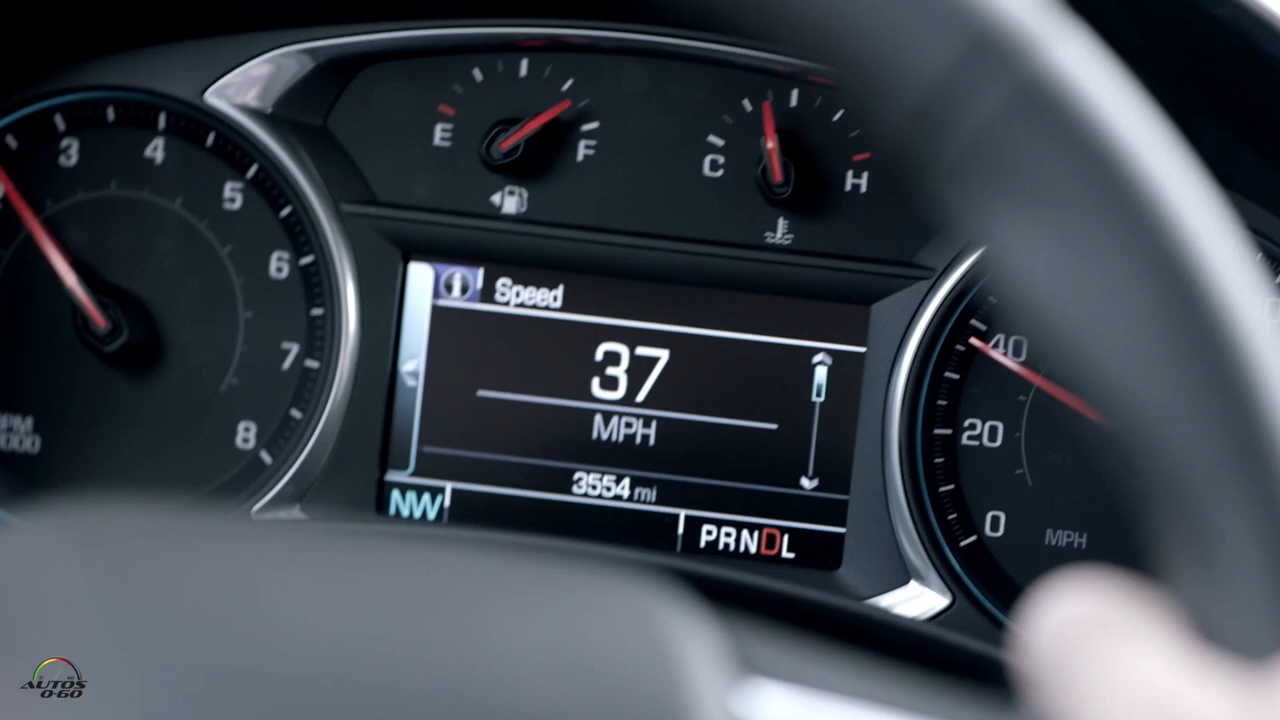 3 4 5 6 7 8
E F
C H
Speed
37
MPH
3554 mi
NW
PRNDL
40
20
0
MPH
AUTOS
0-60